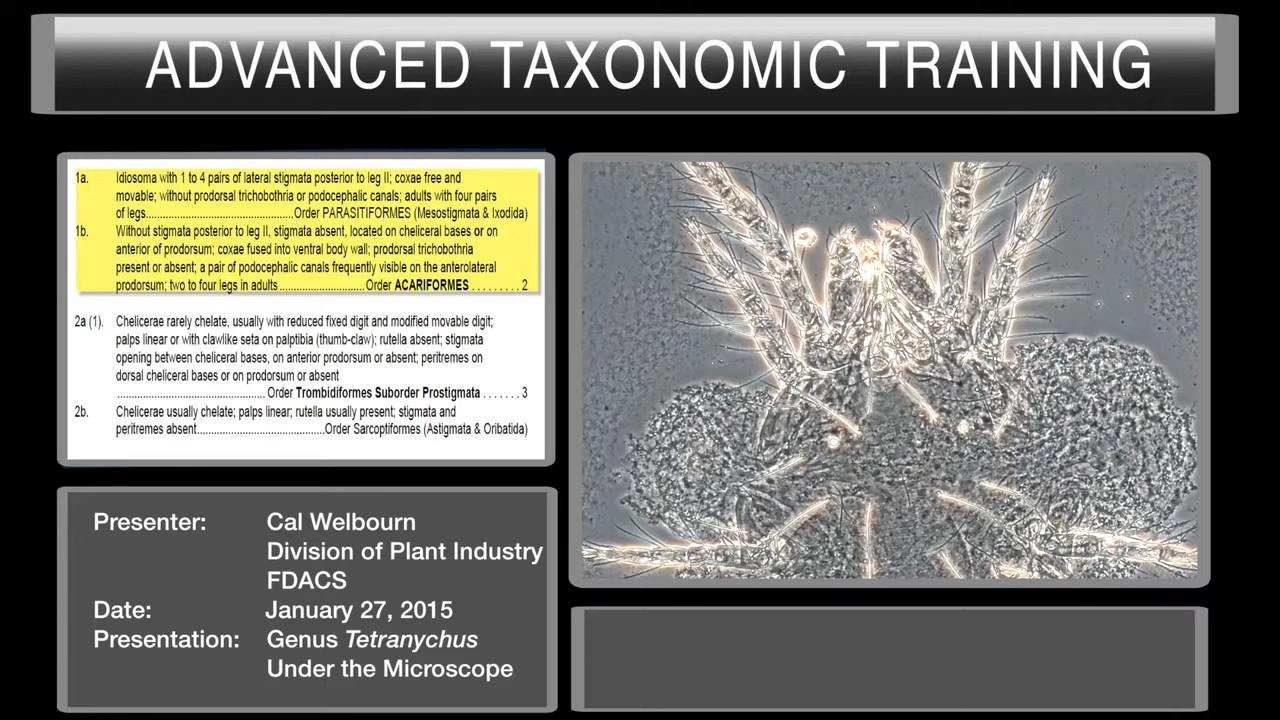 ADVANCED TAXONOMIC TRAINING
1a. Idiosoma with 1 to 4 pairs of lateral stigmata posterior to leg II; coxae free and
movable; without prodorsal trichobothria or podocephalic canals; adults with four pairs
of legs..................................................Order PARASITIFORMES (Mesostigmata & Ixodida)
1b. Without stigmata posterior to leg II, stigmata absent, located on cheliceral bases or on
anterior of prodorsum; coxae fused into ventral body wall; prodorsal trichobothria
present or absent; a pair of podocephalic canals frequently visible on the anterolateral
prodorsum; two to four legs in adults ............................Order ACARIFORMES . . . . . . . . 2
2a (1). Chelicerae rarely chelate, usually with reduced fixed digit and modified movable digit;
palps linear or with clawlike seta on palptibia (thumb-claw); rutella absent; stigmata
opening between cheliceral bases, on anterior prodorsum or absent; peritremes on
dorsal cheliceral bases or on prodorsum or absent
.................................................. Order Trombidiformes Suborder Prostigmata . . . . . . . 3
2b. Chelicerae usually chelate; palps linear; rutella usually present; stigmata and
peritremes absent...........................................Order Sarcoptiformes (Astigmata & Oribatida)
Presenter: Cal Welbourn
Division of Plant Industry
FDACS
Date: January 27, 2015
Presentation: Genus Tetranychus
Under the Microscope